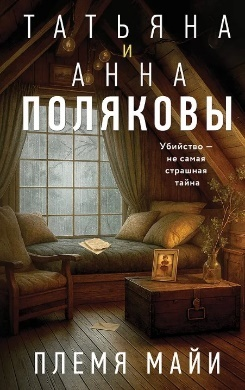 ТАТЬЯНА
И
АННА
ПОЛЯКОВЫ
Убийство –
не самая
страшная
тайна
ПЛЕМЯ МАЙИ